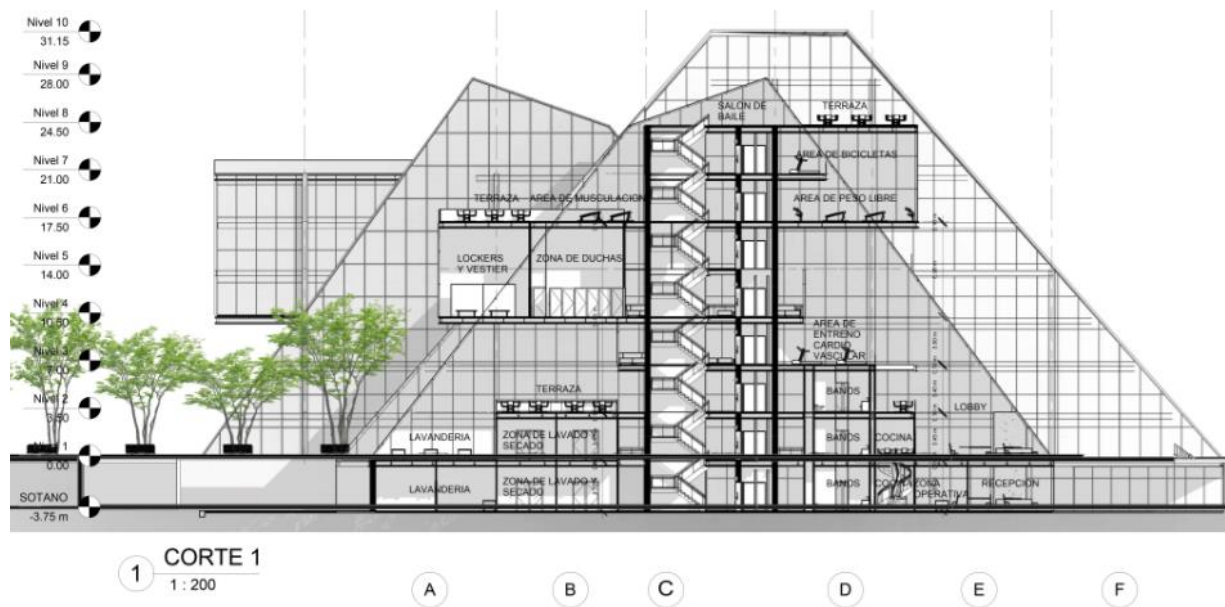 Nivel 10
31.15
Nivel 9
28.00
Nivel 8
24.50
Nivel 7
21.00
Nivel 6
17.50
Nivel 5
14.00
Nivel 4
10.50
Nivel 3
7.00
Nivel 2
3.50
1
0.00
SOTANO
-3.75 m
SALON DE
BAILE
TERRAZA
AREA DE BICICLETAS
TERRAZA
AREA DE MUSCULACION
AREA DE PESO LIBRE
LOCKERS
Y VESTIER
ZONA DE DUCHAS
AREA DE
ENTRENO
CARDIO
VASCULAR
TERRAZA
BAÑOS
LOBBY
LAVANDERIA
ZONA DE LAVADO Y
SECADO
BAÑOS
COCINA
LAVANDERIA
ZONA DE LAVADO Y
SECADO
BAÑOS
COCINA
ZONA
OPERATIVA
RECEPCIÓN
1
CORTE 1
1 : 200
A
B
C
D
E
F